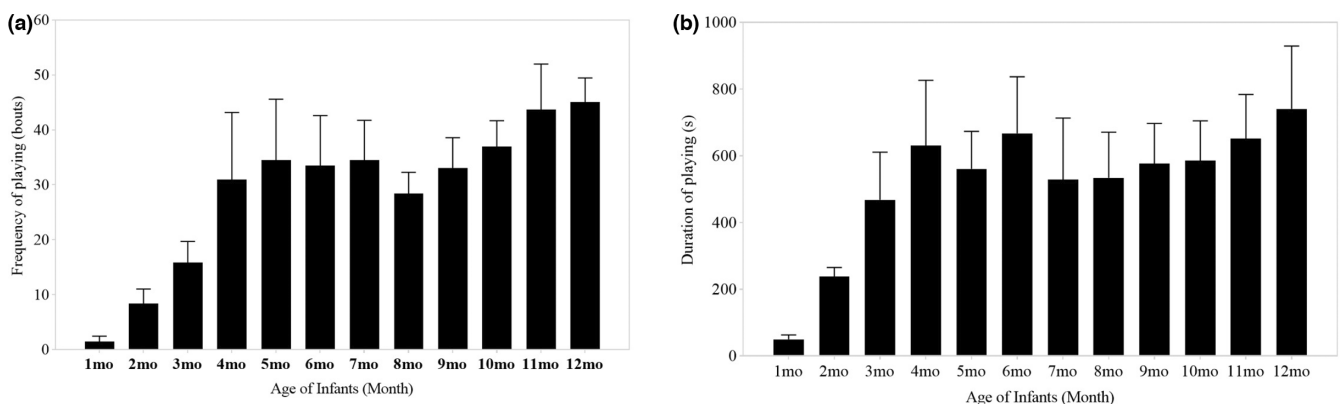 (a)
60
50
40
30
20
10
0
Frequency of playing (bouts)
1mo 2mo 3mo 4mo 5mo 6mo 7mo 8mo 9mo 10mo 11mo 12mo
Age of Infants (Month)
(b)
1000
800
600
400
200
0
Duration of playing (s)
1mo 2mo 3mo 4mo 5mo 6mo 7mo 8mo 9mo 10mo 11mo 12mo
Age of Infants (Month)